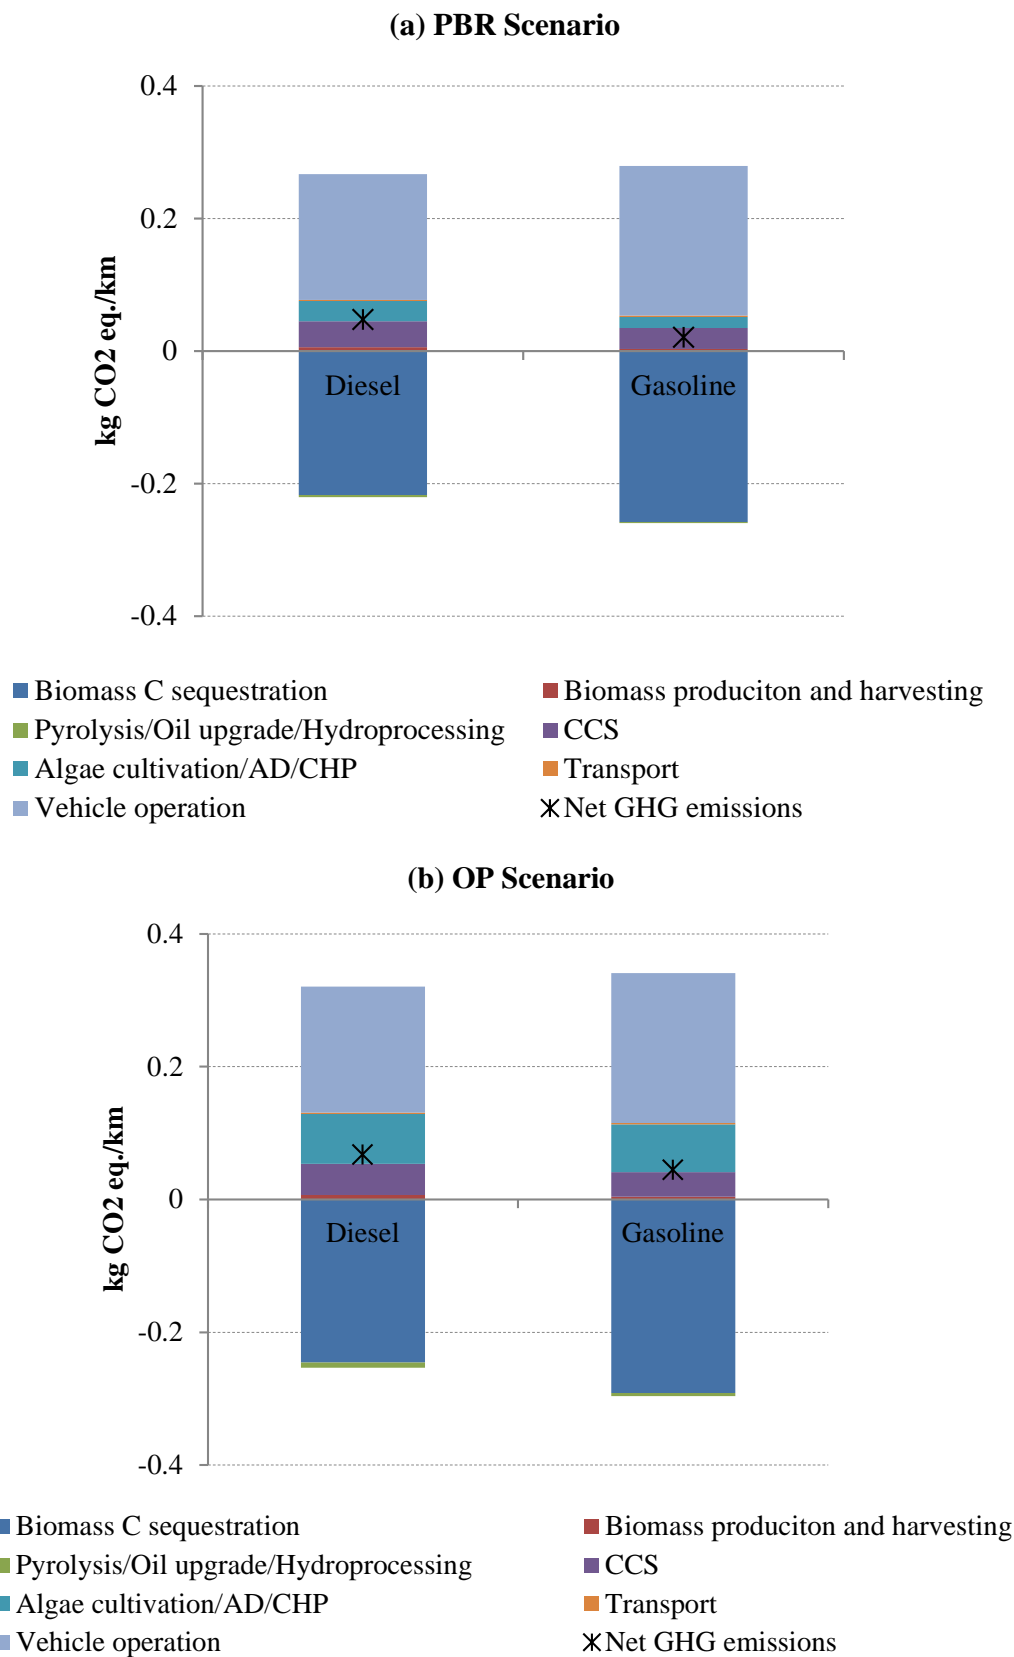 (a) PBR Scenario
0.4
0.2
0
-0.2
-0.4
kg CO2 eq./km
Diesel
Gasoline
Biomass C sequestration
Biomass produciton and harvesting
Pyrolysis/Oil upgrade/Hydroprocessing
CCS
Algae cultivation/AD/CHP
Transport
Vehicle operation
Net GHG emissions
(b) OP Scenario
0.4
0.2
0
-0.2
-0.4
kg CO2 eq./km
Diesel
Gasoline
Biomass C sequestration
Biomass produciton and harvesting
Pyrolysis/Oil upgrade/Hydroprocessing
CCS
Algae cultivation/AD/CHP
Transport
Vehicle operation
Net GHG emissions